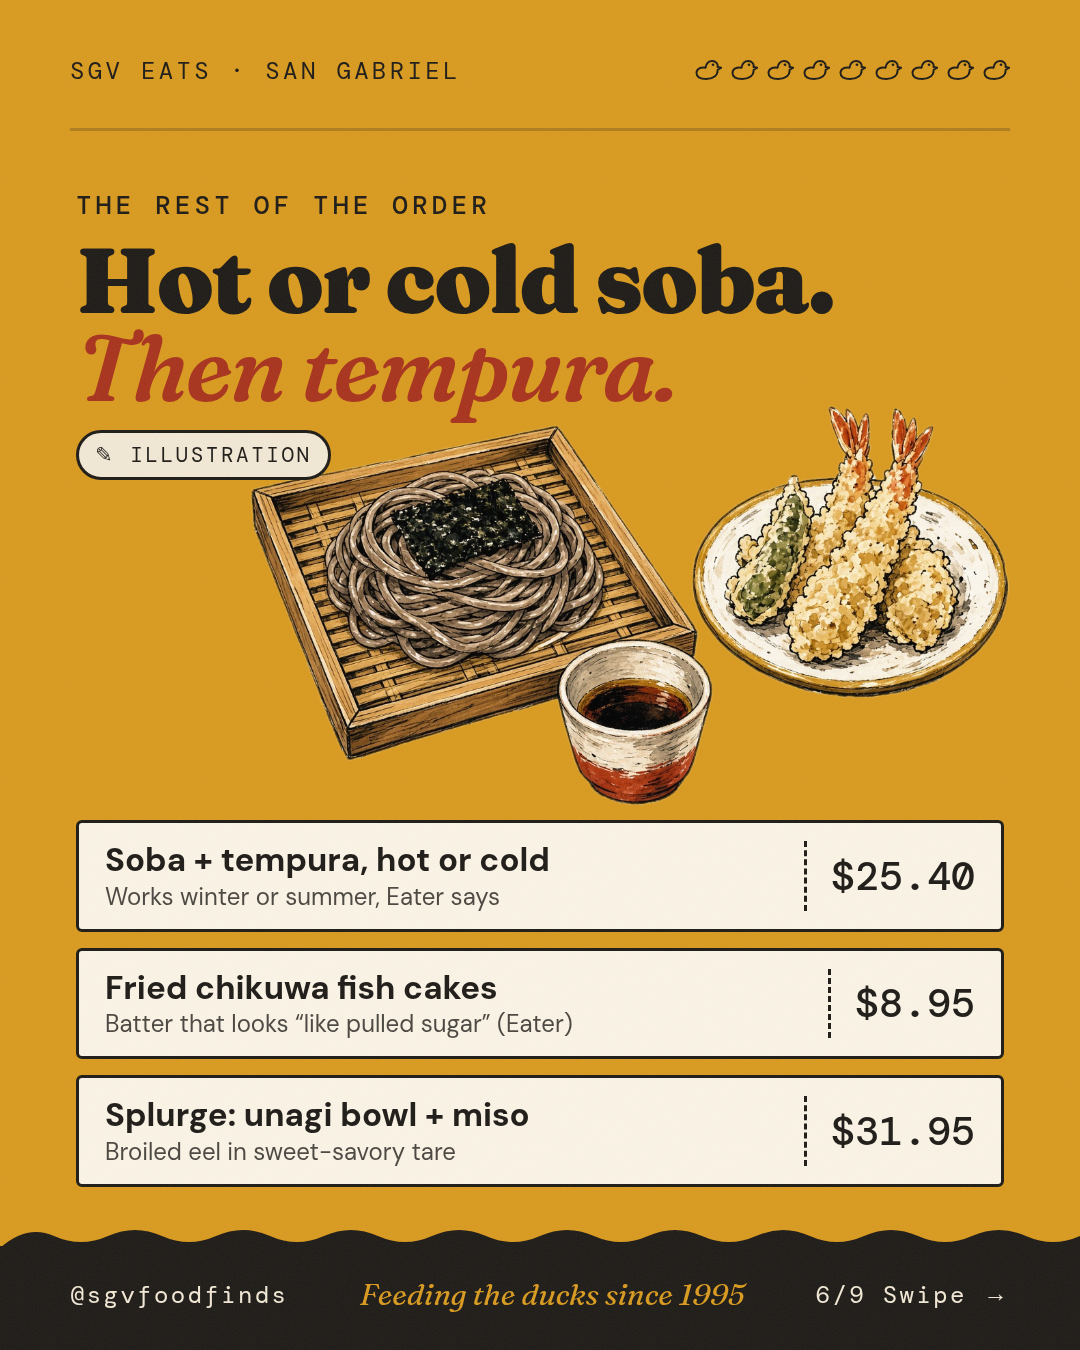 SGV EATS · SAN GABRIEL
THE REST OF THE ORDER
Hot or cold soba.
Then tempura.
✎ ILLUSTRATION
Soba + tempura, hot or cold
Works winter or summer, Eater says
$25.40
Fried chikuwa fish cakes
Batter that looks “like pulled sugar” (Eater)
$8.95
Splurge: unagi bowl + miso
Broiled eel in sweet-savory tare
$31.95
@sgvfoodfinds
Feeding the ducks since 1995
6/9 Swipe →